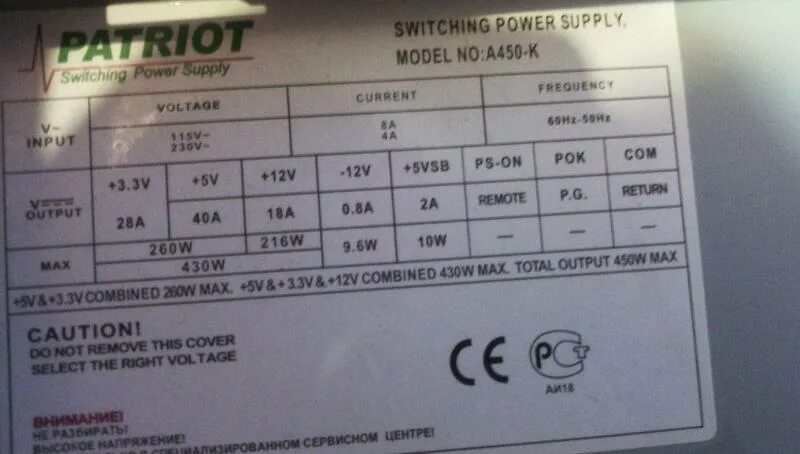 PATRIOT
Switching Power Supply
SWITCHING POWER SUPPLY,
MODEL NO:A450-K
VOLTAGE CURRENT FREQUENCY
V~ INPUT 115V~ 230V~ 8A 4A 60Hz-50Hz
V OUTPUT +3.3V +5V +12V -12V +5VSB PS-ON POK COM
28A 40A 18A 0.8A 2A REMOTE P.G. RETURN
MAX 260W 216W 9.6W 10W — — —
430W
+5V & +3.3V COMBINED 260W MAX. +5V & + 3.3V & +12V COMBINED 430W MAX. TOTAL OUTPUT 450W MAX
CAUTION!
DO NOT REMOVE THIS COVER
SELECT THE RIGHT VOLTAGE
CE
РСТ
АИ18
ВНИМАНИЕ!
НЕ РАЗБИРАТЬ!
ВЫСОКОЕ НАПРЯЖЕНИЕ!
В СПЕЦИАЛИЗИРОВАННОМ СЕРВИСНОМ ЦЕНТРЕ!